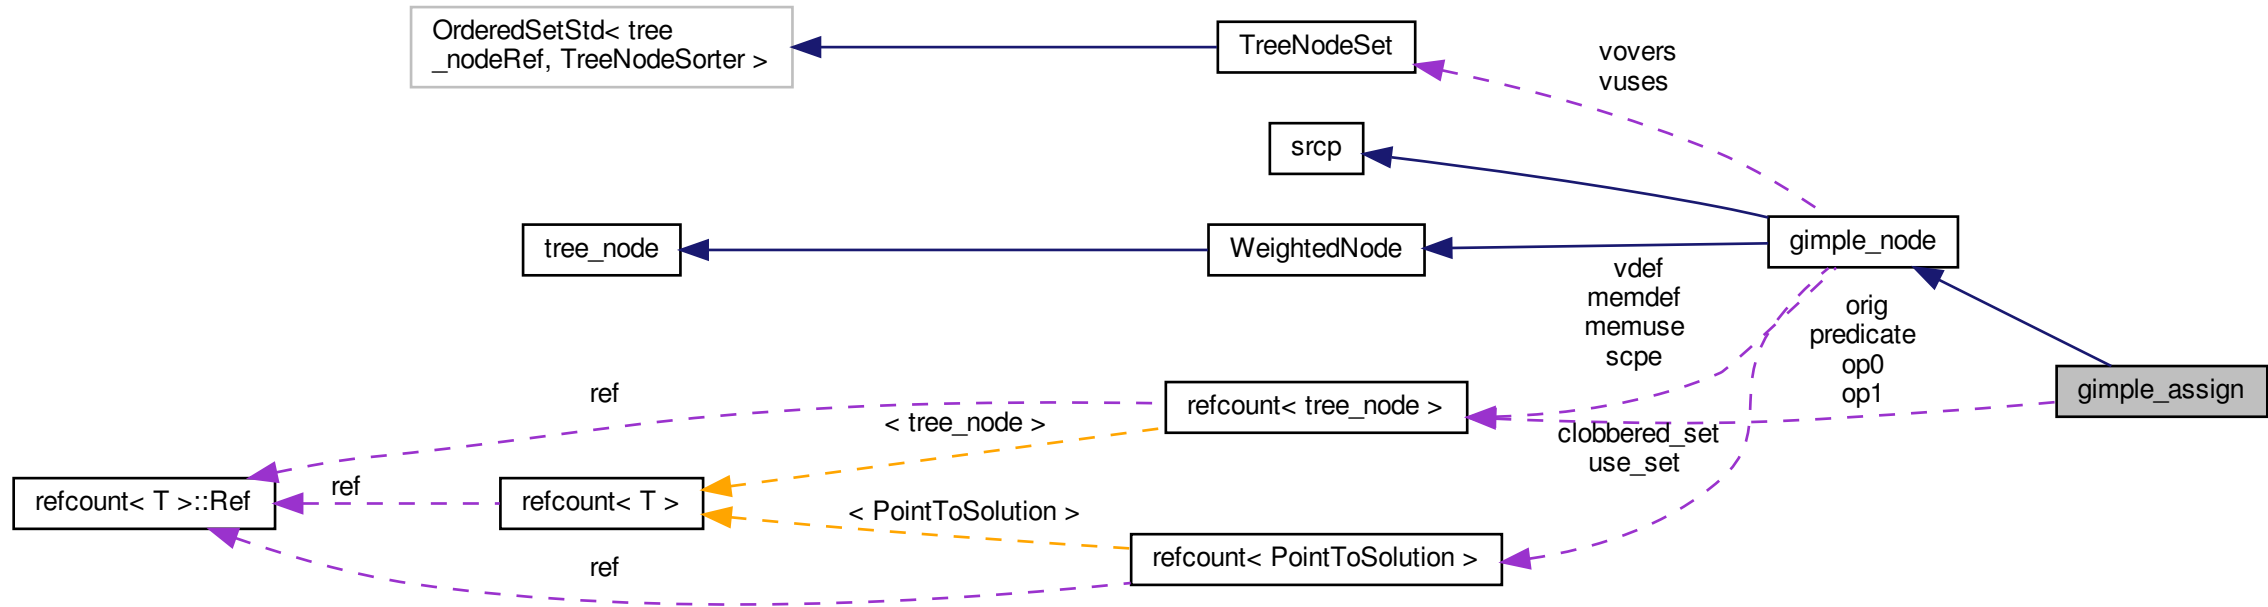 OrderedSetStd< tree
_nodeRef, TreeNodeSorter >
TreeNodeSet
vovers
vuses
srcp
tree_node
WeightedNode
gimple_node
vdef
memdef
memuse
scpe
orig
predicate
op0
op1
gimple_assign
ref
< tree_node >
refcount< tree_node >
clobbered_set
use_set
refcount< T >::Ref
ref
refcount< T >
< PointToSolution >
refcount< PointToSolution >
ref